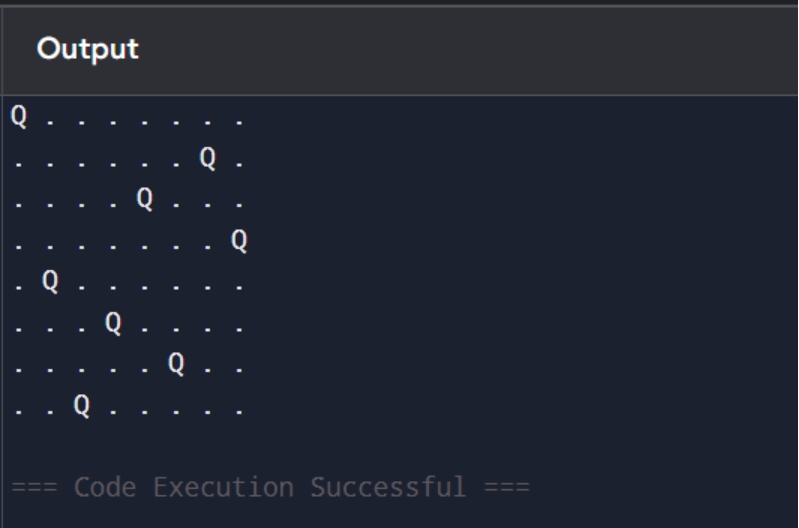 Output
Q . . . . . . .
. . . . . . Q .
. . . . Q . . .
. . . . . . . Q
. Q . . . . . .
. . . Q . . . .
. . . . . Q . .
. . Q . . . . .
=== Code Execution Successful ===